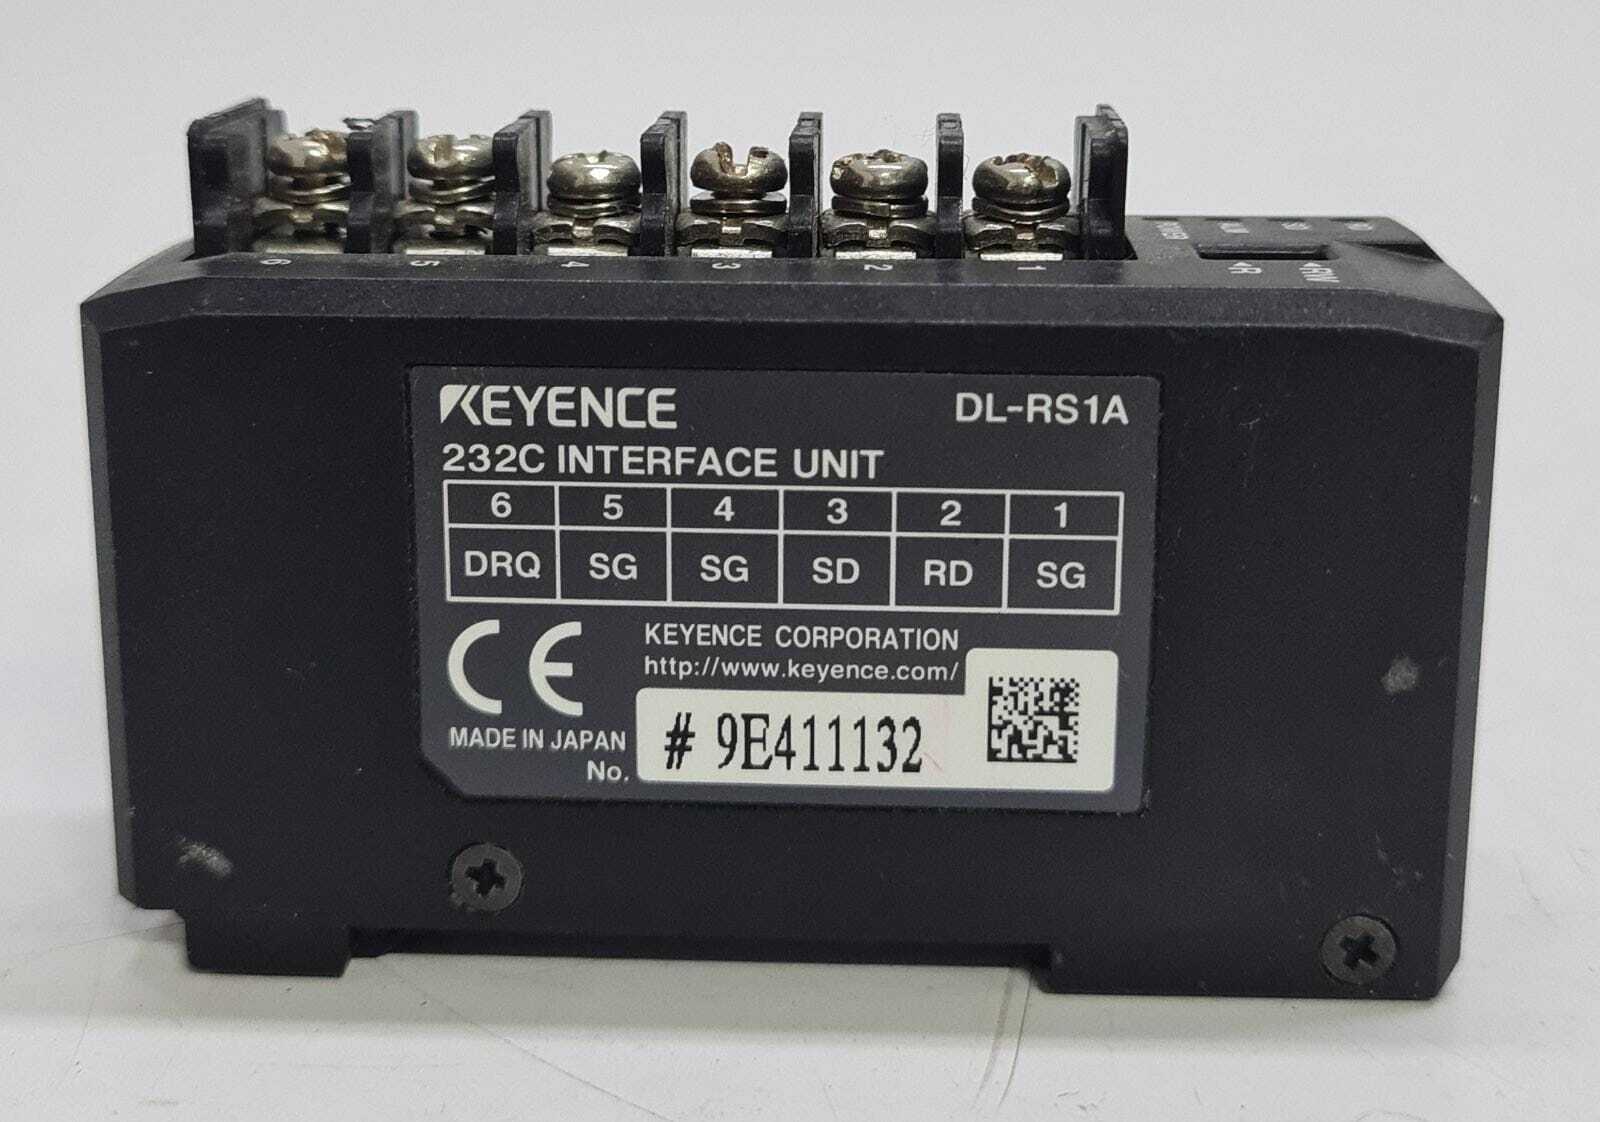 6 5 4 3 2 1
◁R ◁RW
KEYENCE DL-RS1A
232C INTERFACE UNIT
6 5 4 3 2 1
DRQ SG SG SD RD SG
CE KEYENCE CORPORATION
http://www.keyence.com/
MADE IN JAPAN
No. # 9E411132